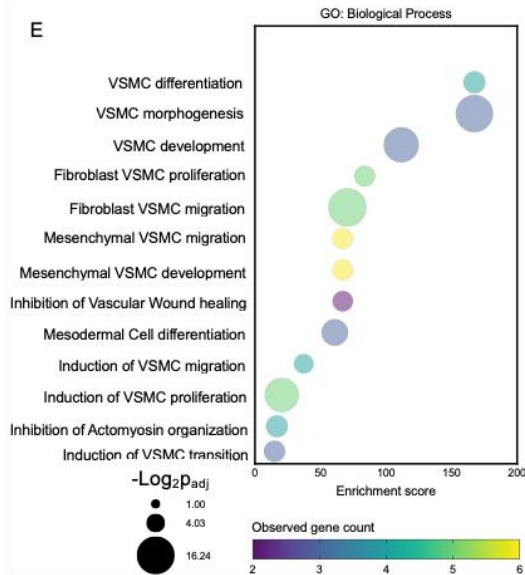 E
GO: Biological Process
VSMC differentiation
VSMC morphogenesis
VSMC development
Fibroblast VSMC proliferation
Fibroblast VSMC migration
Mesenchymal VSMC migration
Mesenchymal VSMC development
Inhibition of Vascular Wound healing
Mesodermal Cell differentiation
Induction of VSMC migration
Induction of VSMC proliferation
Inhibition of Actomyosin organization
Induction of VSMC transition
0 50 100 150 200
Enrichment score
-Log₂pₐdj
1.00
4.03
16.24
Observed gene count
2 3 4 5 6